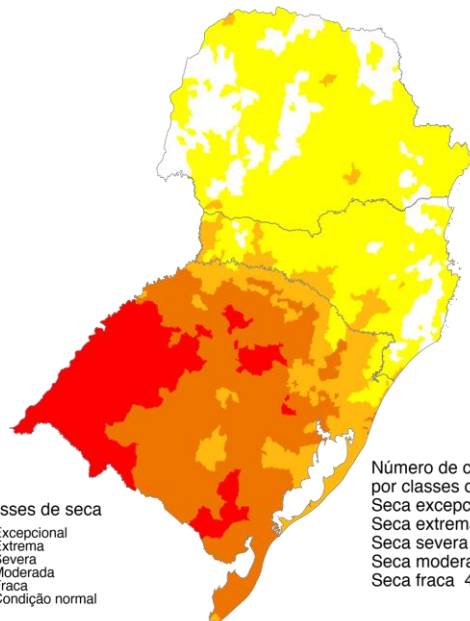 sses de seca
Excepcional
Extrema
Severa
Moderada
Fraca
Condição normal
Número de c
por classes d
Seca excepc
Seca extrema
Seca severa
Seca modera
Seca fraca 4